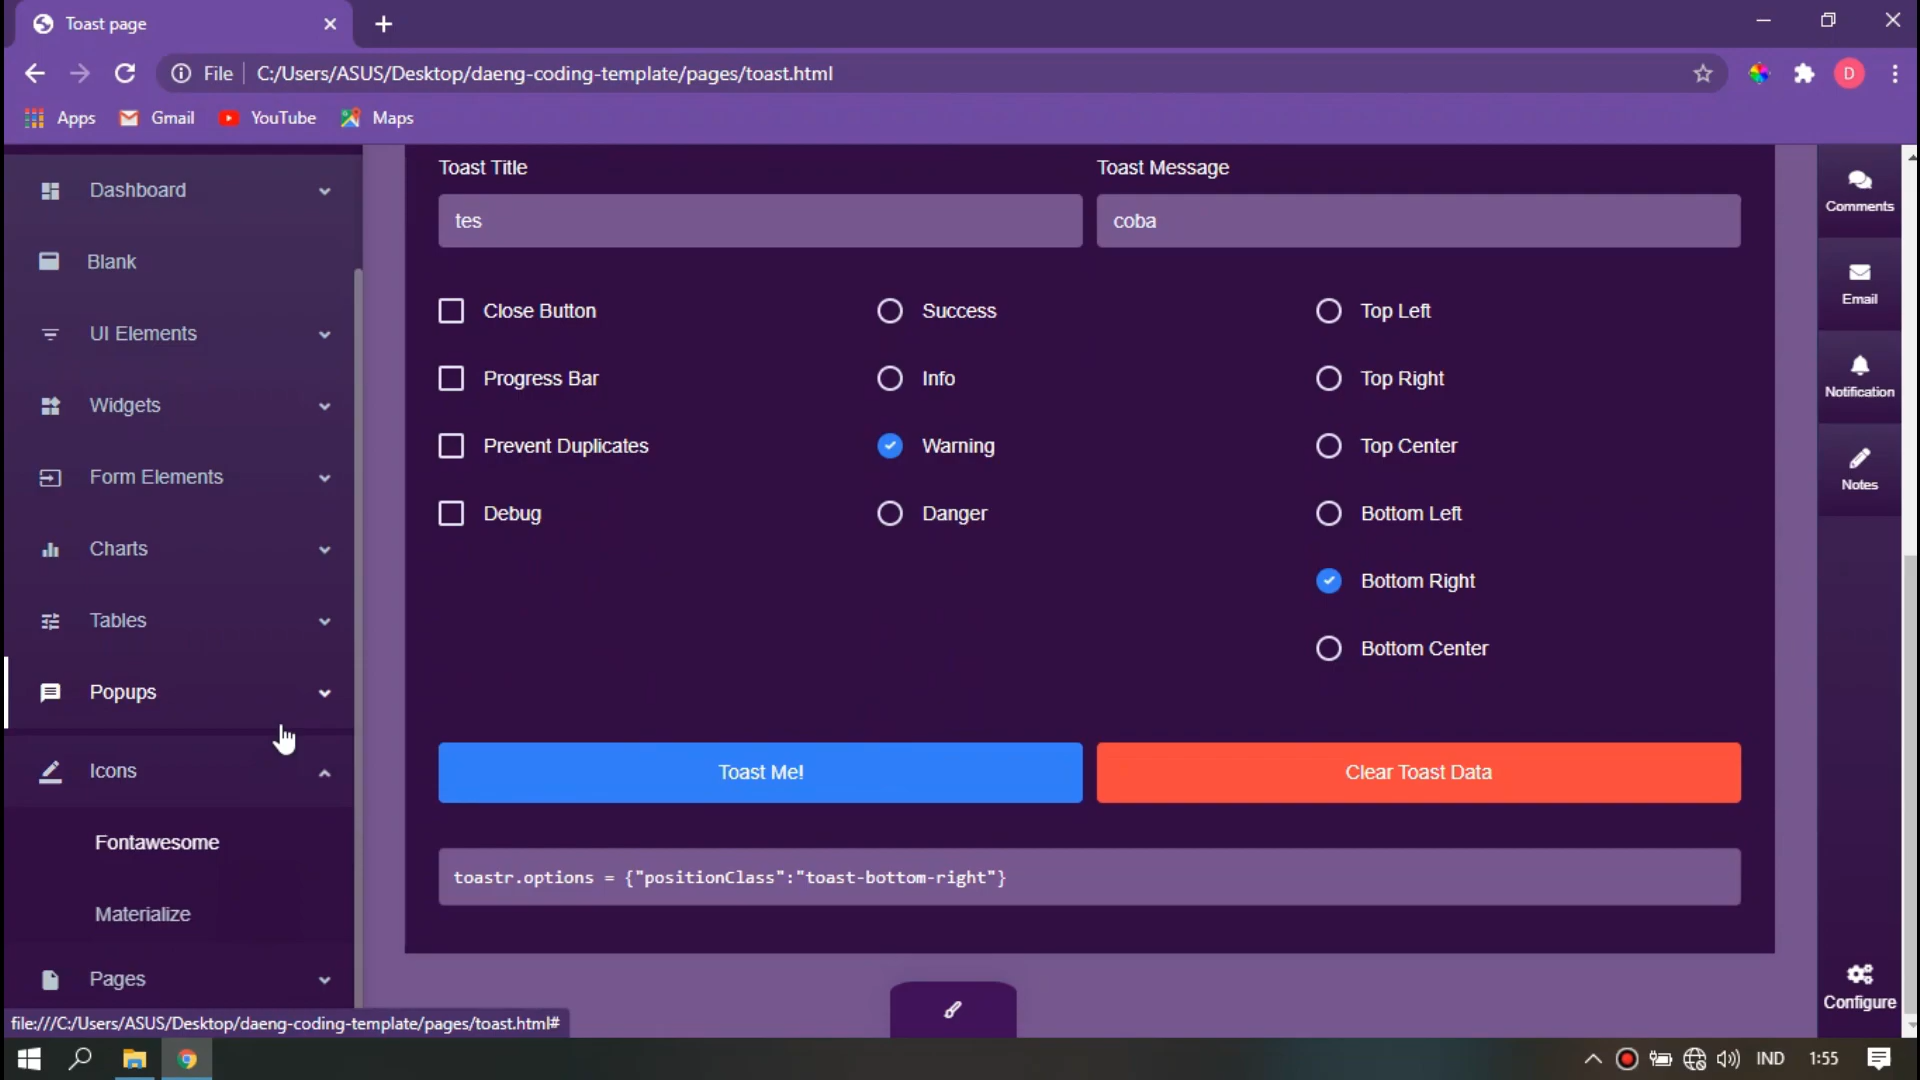 Toast page
File
C:/Users/ASUS/Desktop/daeng-coding-template/pages/toast.html
D
Apps
Gmail
YouTube
Maps
Dashboard
Blank
UI Elements
Widgets
Form Elements
Charts
Tables
Popups
Icons
Fontawesome
Materialize
Pages
Toast Title
Toast Message
tes
coba
Close Button
Success
Top Left
Progress Bar
Info
Top Right
Prevent Duplicates
Warning
Top Center
Debug
Danger
Bottom Left
Bottom Right
Bottom Center
Toast Me!
Clear Toast Data
toastr.options = {"positionClass":"toast-bottom-right"}
Comments
Email
Notification
Notes
Configure
file:///C:/Users/ASUS/Desktop/daeng-coding-template/pages/toast.html#
IND
1:55